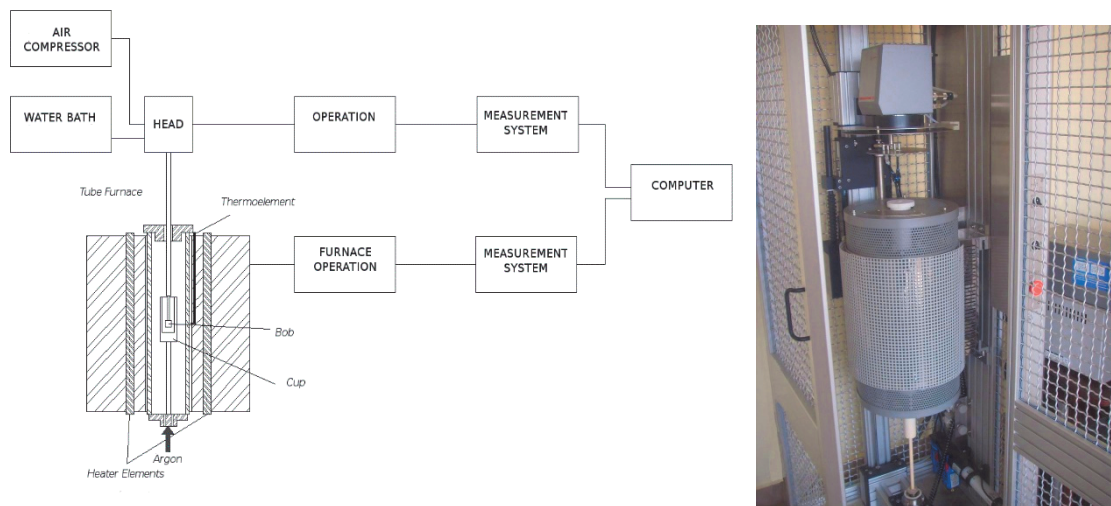 AIR
COMPRESSOR
WATER BATH
HEAD
OPERATION
MEASUREMENT
SYSTEM
COMPUTER
Tube Furnace
Thermoelement
FURNACE
OPERATION
MEASUREMENT
SYSTEM
Bob
Cup
Argon
Heater Elements